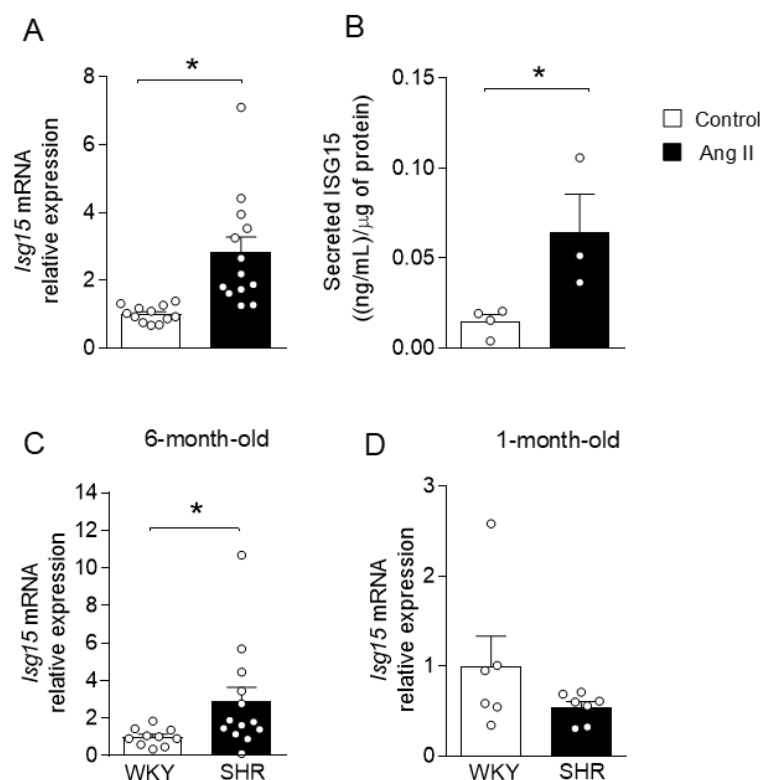 A
Isg15 mRNA
relative expression
8
6
4
2
0
*
B
Secreted ISG15
((ng/mL)/μg of protein)
0.15
0.10
0.05
0.00
*
Control
Ang II
C
6-month-old
Isg15 mRNA
relative expression
14
12
10
8
6
4
2
0
*
WKY
SHR
D
1-month-old
Isg15 mRNA
relative expression
3
2
1
0
WKY
SHR